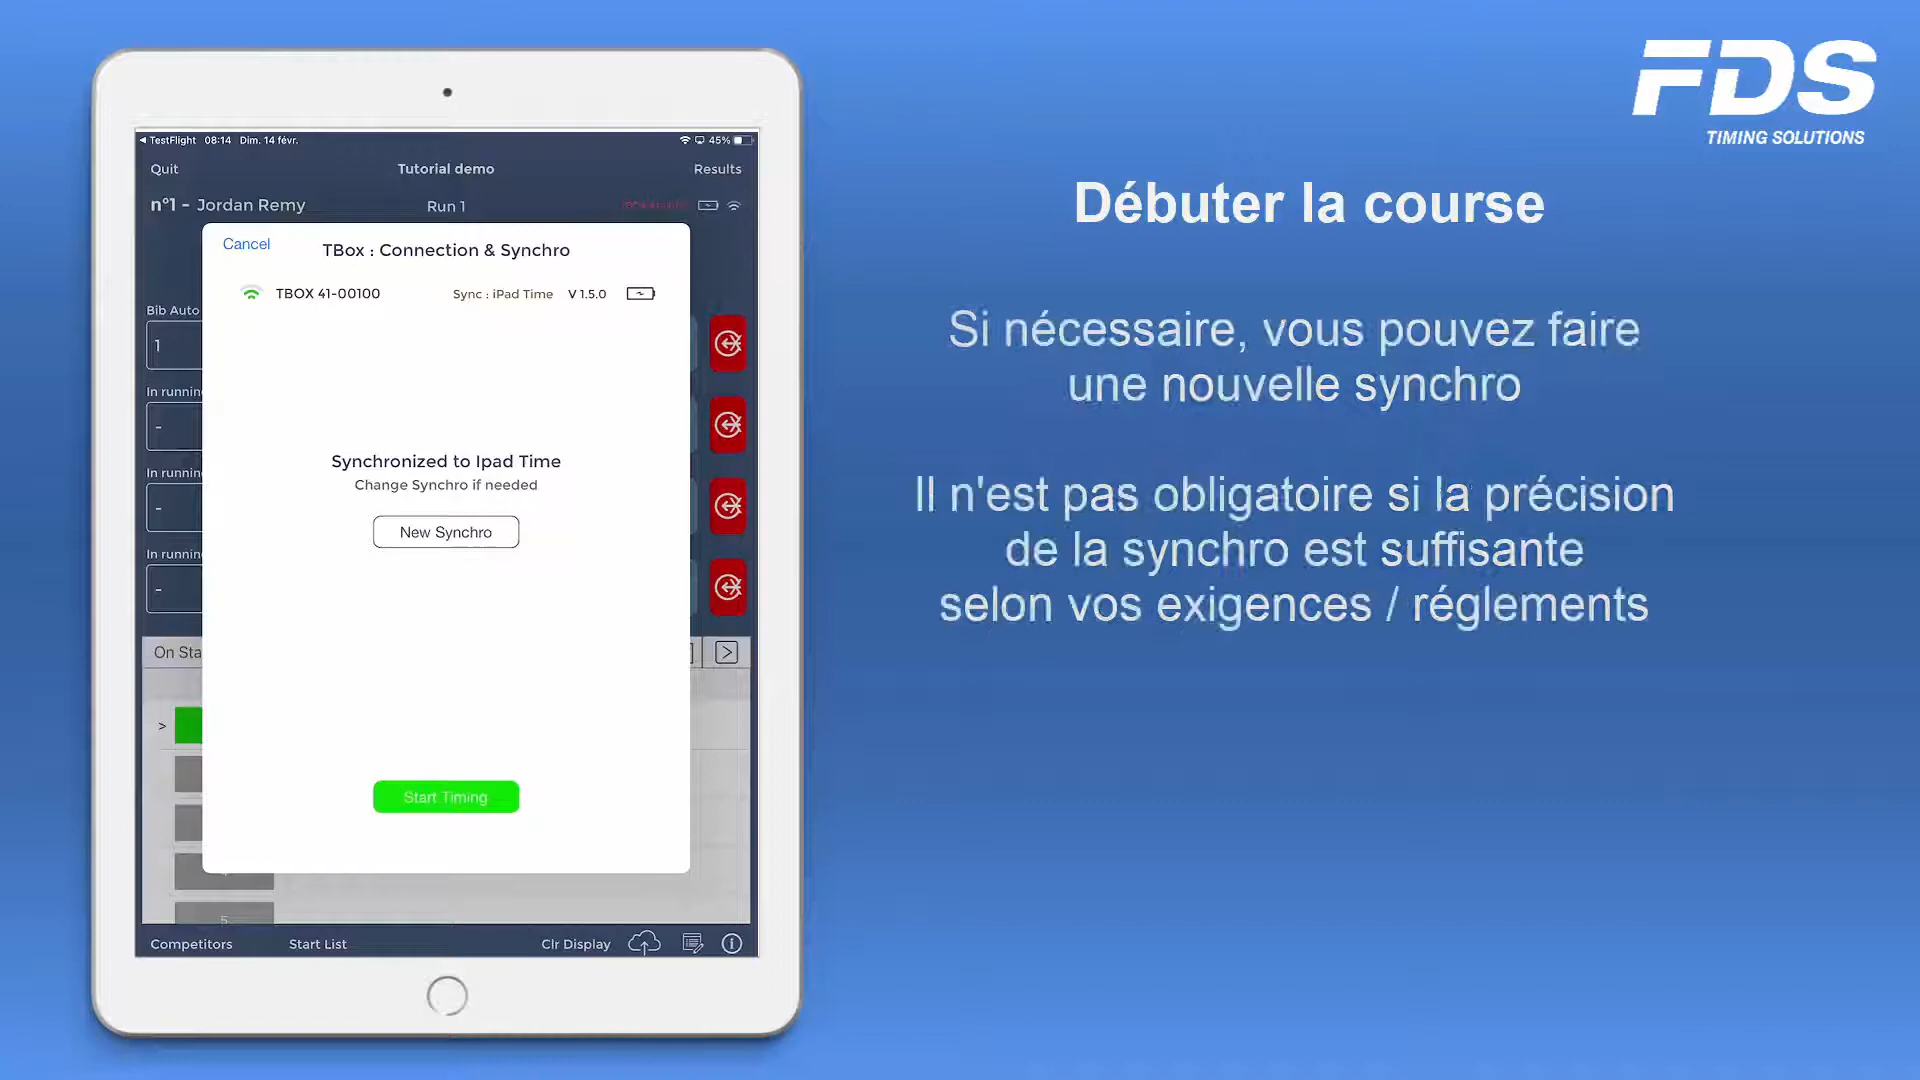 FDS
TIMING SOLUTIONS
TestFlight 08:14 Dim. 14 févr.
45%
Quit
Tutorial demo
Results
n°1 - Jordan Remy
Run 1
Cancel
TBox : Connection & Synchro
TBOX 41-00100
Sync : iPad Time
V 1.5.0
Bib Auto
1
In runnin
-
In runnin
-
In runnin
-
Synchronized to Ipad Time
Change Synchro if needed
New Synchro
On Sta
>
>
Start Timing
5
Competitors
Start List
Clr Display
Débuter la course
Si nécessaire, vous pouvez faire
une nouvelle synchro
Il n'est pas obligatoire si la précision
de la synchro est suffisante
selon vos exigences / réglements